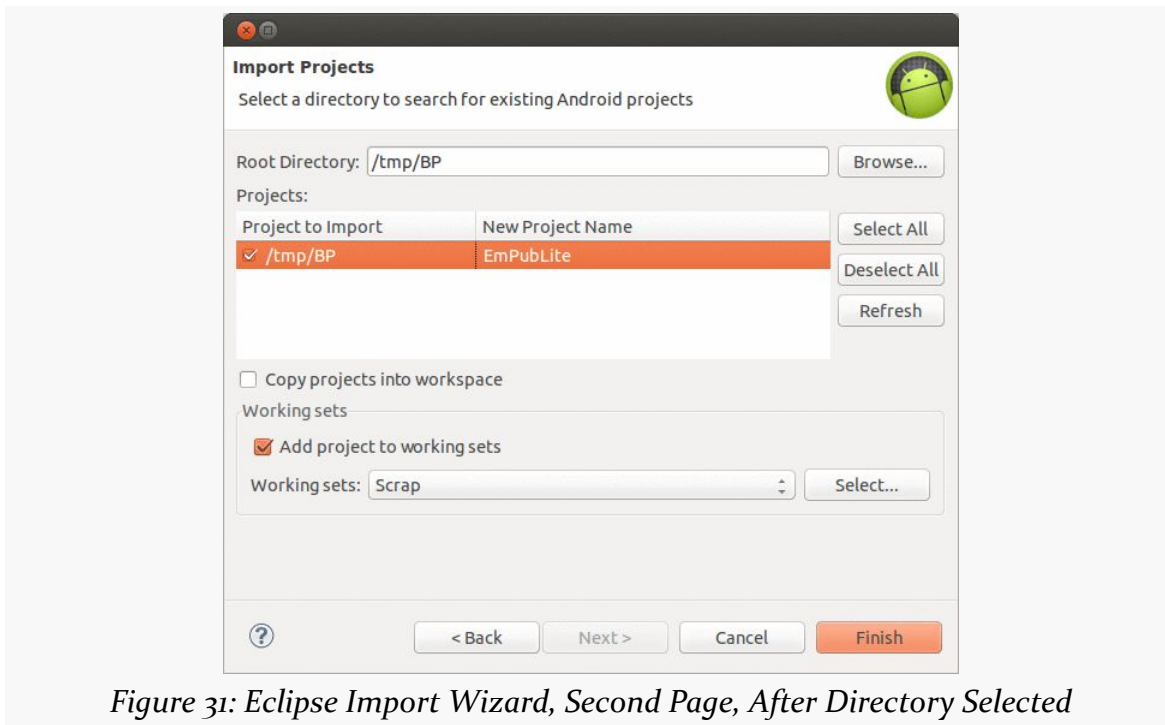 Import Projects
Select a directory to search for existing Android projects
Root Directory: /tmp/BP Browse...
Projects:
Project to Import New Project Name Select All
/tmp/BP EmPubLite
Deselect All
Refresh
Copy projects into workspace
Working sets
Add project to working sets
Working sets: Scrap Select...
? < Back Next > Cancel Finish
Figure 31: Eclipse Import Wizard, Second Page, After Directory Selected